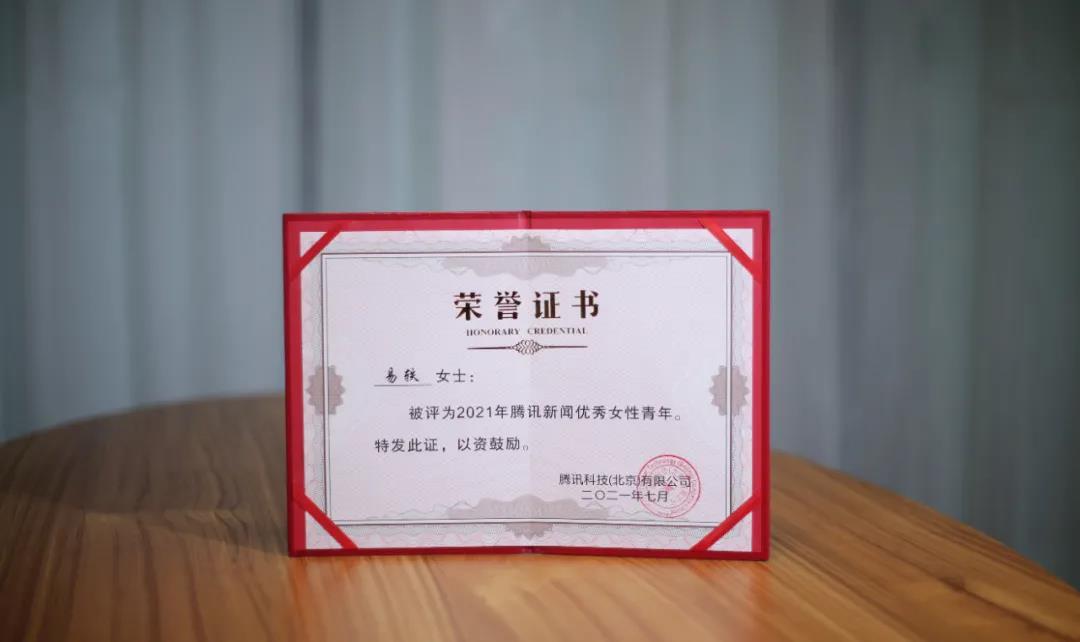 荣誉证书
HONORARY CREDENTIAL
易轶 女士：
被评为2021年腾讯新闻优秀女性青年。
特发此证，以资鼓励。
腾讯科技(北京)有限公司
二〇二一年七月